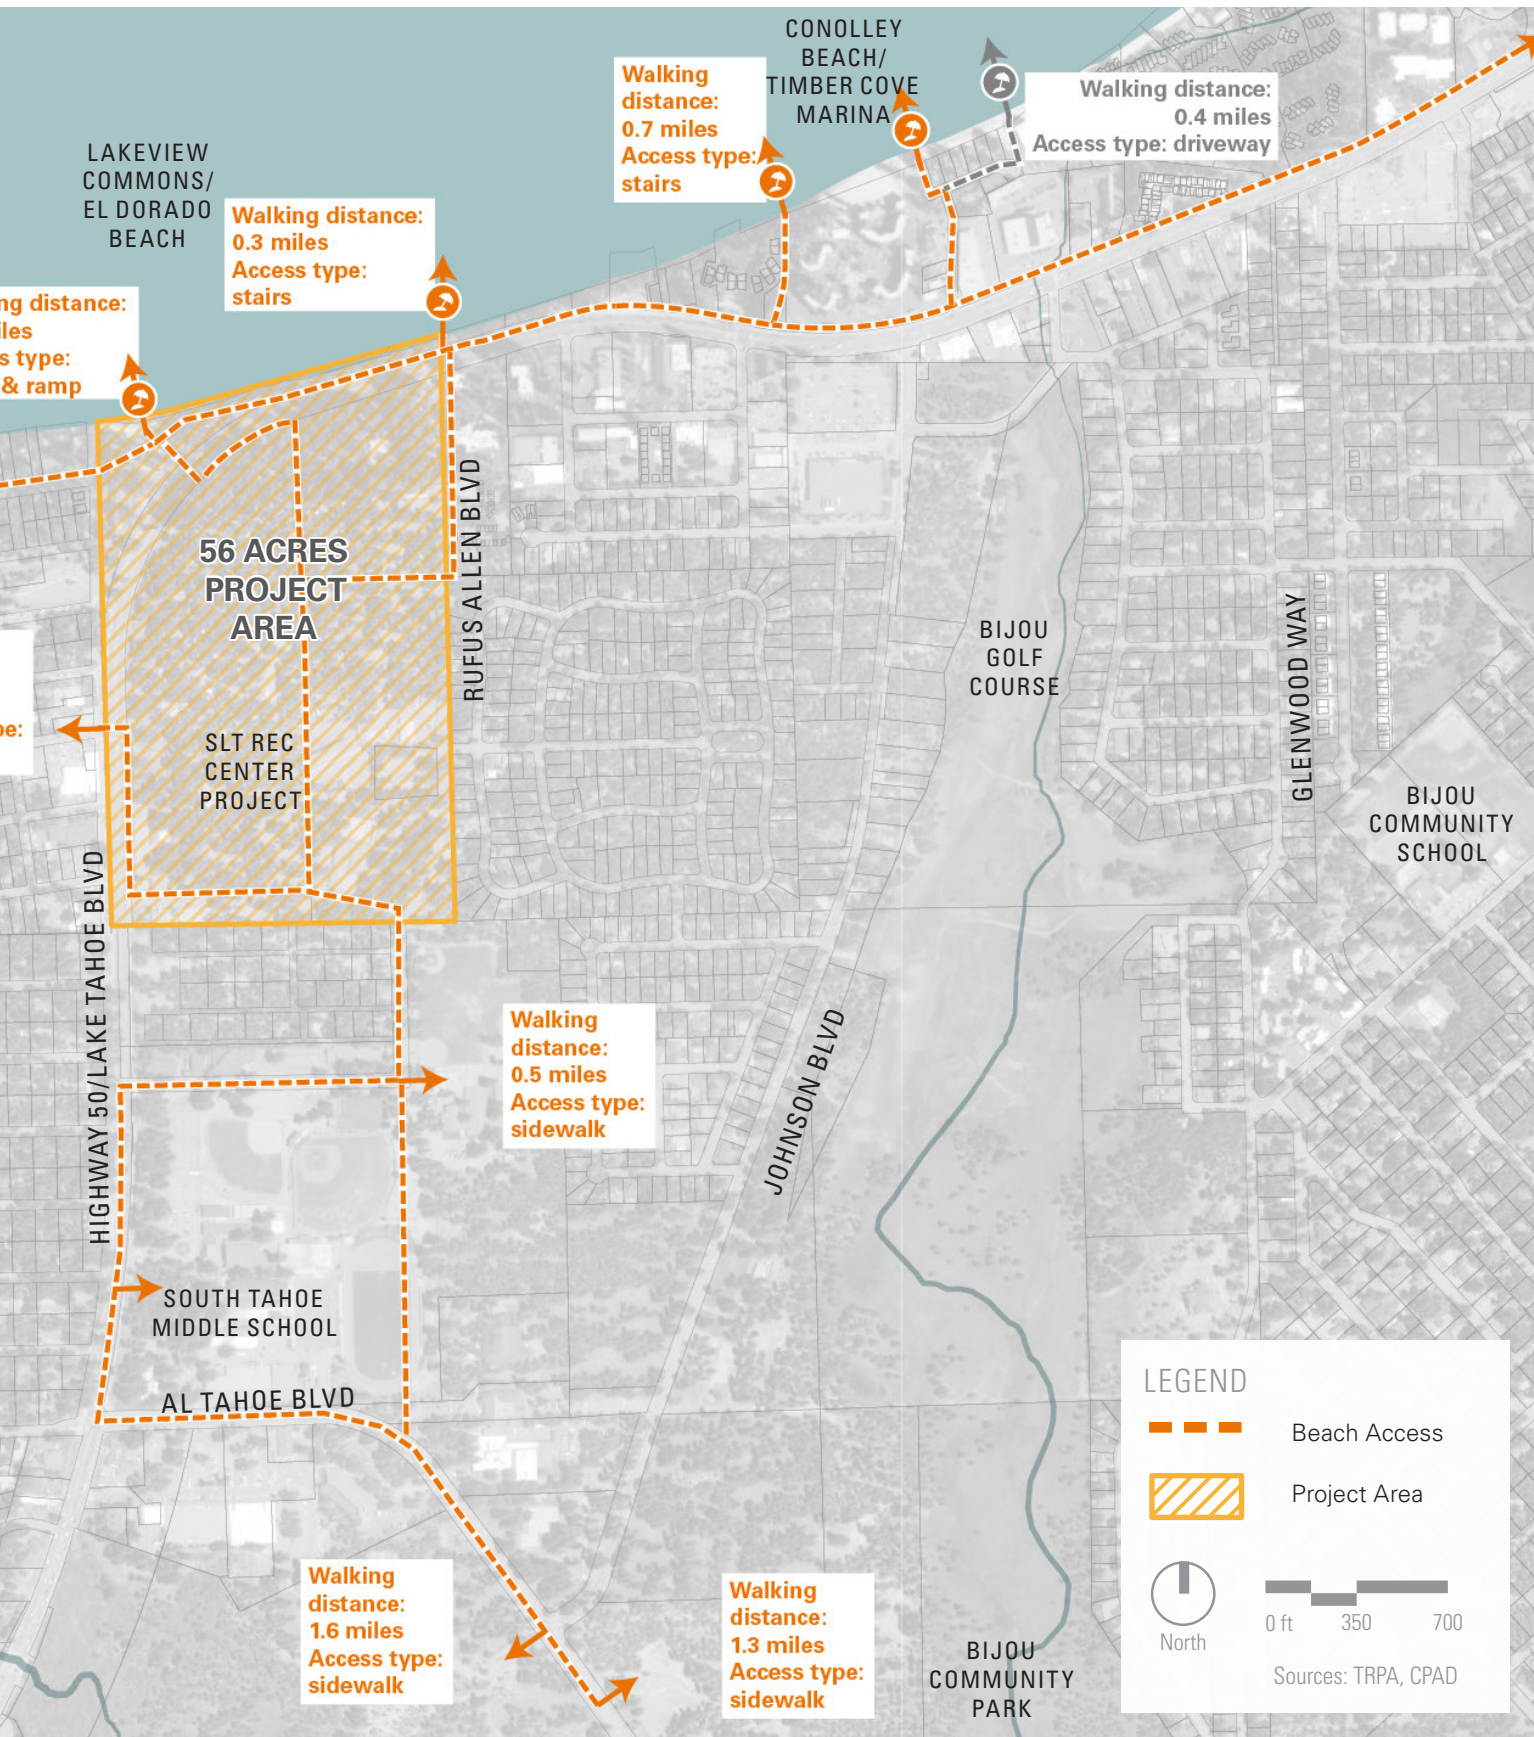 CONOLLEY
BEACH/
TIMBER COVE
MARINA
Walking
distance:
0.7 miles
Access type:
stairs
Walking distance:
0.4 miles
Access type: driveway
LAKEVIEW
COMMONS/
EL DORADO
BEACH
Walking distance:
0.3 miles
Access type:
stairs
distance:
type:
& ramp
56 ACRES
PROJECT
AREA
RUFUS ALLEN BLVD
BIJOU
GOLF
COURSE
GLENWOOD WAY
SLT REC
CENTER
PROJECT
BIJOU
COMMUNITY
SCHOOL
HIGHWAY 50/LAKE TAHOE BLVD
Walking
distance:
0.5 miles
Access type:
sidewalk
JOHNSON BLVD
SOUTH TAHOE
MIDDLE SCHOOL
AL TAHOE BLVD
Walking
distance:
1.6 miles
Access type:
sidewalk
Walking
distance:
1.3 miles
Access type:
sidewalk
BIJOU
COMMUNITY
PARK
LEGEND
Beach Access
Project Area
North
0 ft 350 700
Sources: TRPA, CPAD